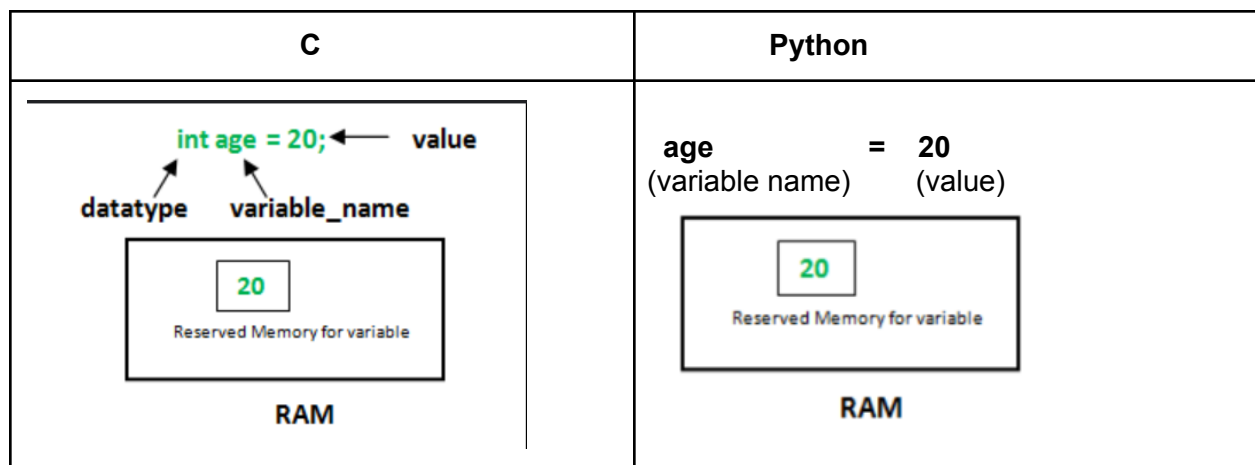 C
int age = 20; value
datatype variable_name
20
Reserved Memory for variable
RAM
Python
age = 20
(variable name) (value)
20
Reserved Memory for variable
RAM